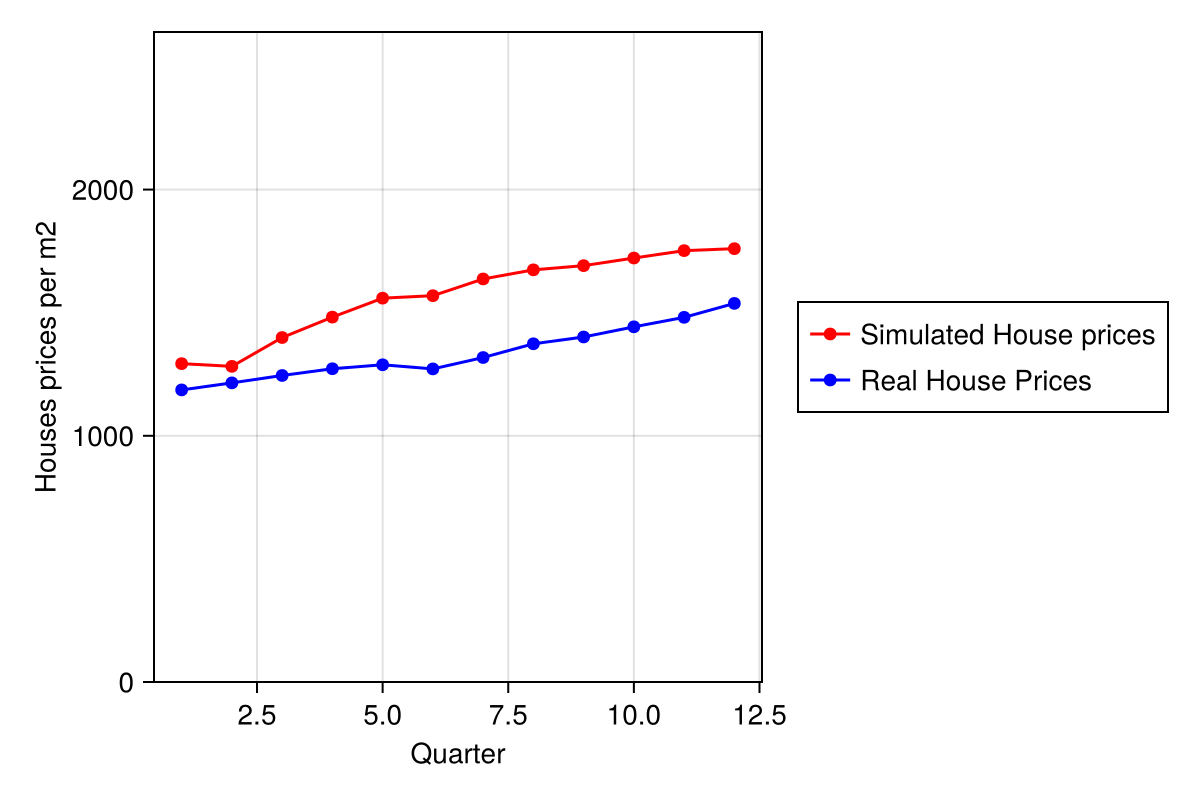 2000
1000
0
Houses prices per m2
2.5 5.0 7.5 10.0 12.5
Quarter
Simulated House prices
Real House Prices